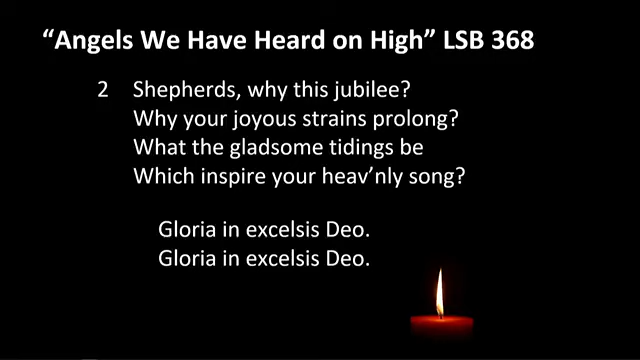 “Angels We Have Heard on High” LSB 368
2 Shepherds, why this jubilee?
Why your joyous strains prolong?
What the gladsome tidings be
Which inspire your heav’nly song?
Gloria in excelsis Deo.
Gloria in excelsis Deo.